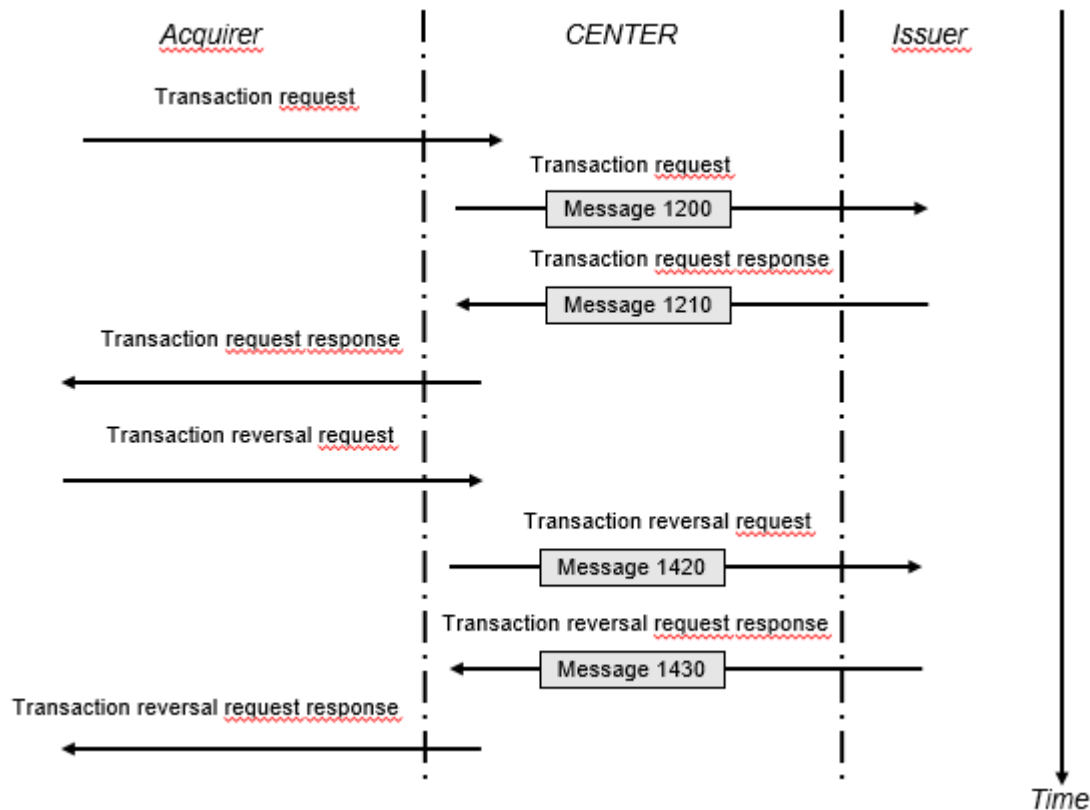 Acquirer
CENTER
Issuer
Transaction request
Transaction request
Message 1200
Transaction request response
Message 1210
Transaction request response
Transaction reversal request
Transaction reversal request
Message 1420
Transaction reversal request response
Message 1430
Transaction reversal request response
Time